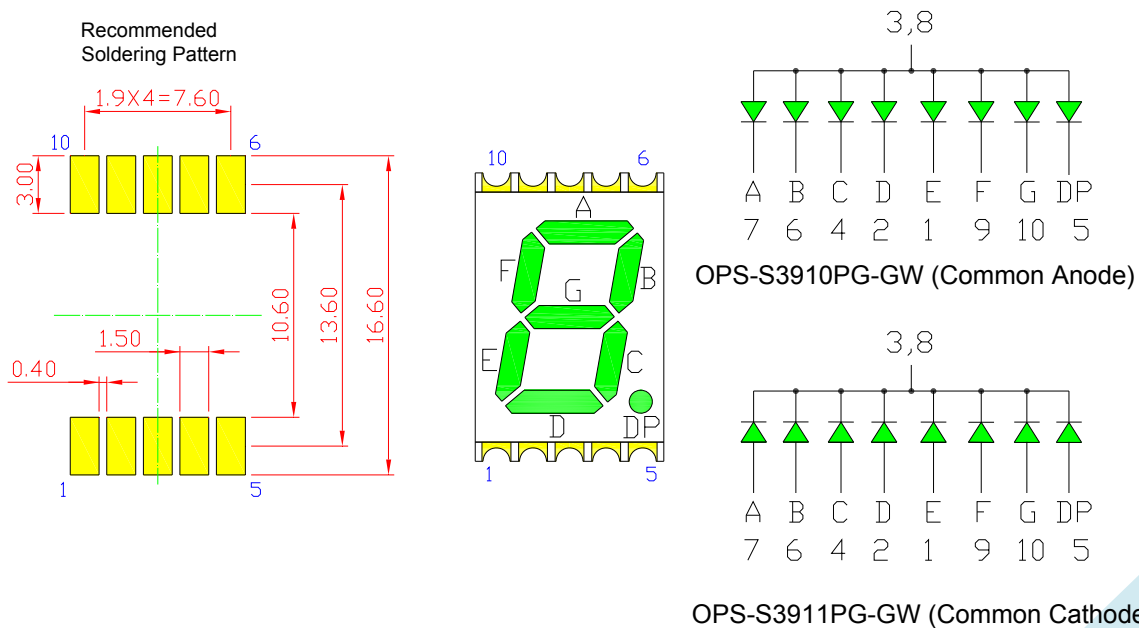 Recommended
Soldering Pattern
1.9X4=7.60
10 6
3.00
10.60
13.60
16.60
1.50
0.40
1 5
10 6
A
F B
G
E C
D DP
1 5
3,8
A B C D E F G DP
7 6 4 2 1 9 10 5
OPS-S3910PG-GW (Common Anode)
3,8
A B C D E F G DP
7 6 4 2 1 9 10 5
OPS-S3911PG-GW (Common Cathode